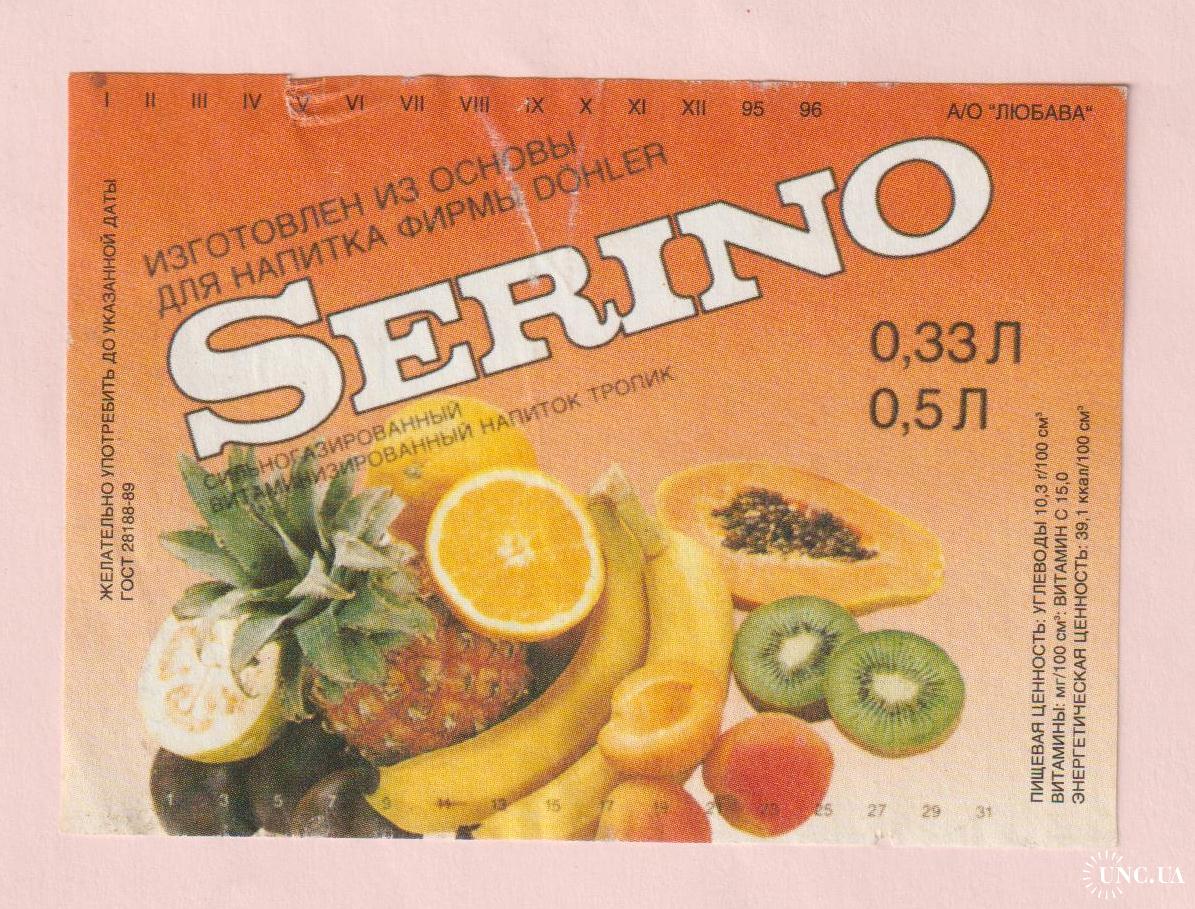 I II III IV V VI VII VIII IX X XI XII 95 96
А/О "ЛЮБАВА"
ИЗГОТОВЛЕН ИЗ ОСНОВЫ
ДЛЯ НАПИТКА ФИРМЫ DÖHLER
SERINO
0,33 Л
0,5 Л
СИЛЬНОГАЗИРОВАННЫЙ
ВИТАМИНИЗИРОВАННЫЙ НАПИТОК ТРОПИК
ЖЕЛАТЕЛЬНО УПОТРЕБИТЬ ДО УКАЗАННОЙ ДАТЫ
ГОСТ 28188-89
ПИЩЕВАЯ ЦЕННОСТЬ: УГЛЕВОДЫ 10,3 г/100 см³
ВИТАМИНЫ: мг/100 см³: ВИТАМИН С 15,0
ЭНЕРГЕТИЧЕСКАЯ ЦЕННОСТЬ: 39,1 ккал/100 см³
1 3 5 7 9 11 13 15 17 19 21 23 25 27 29 31
UNC.UA